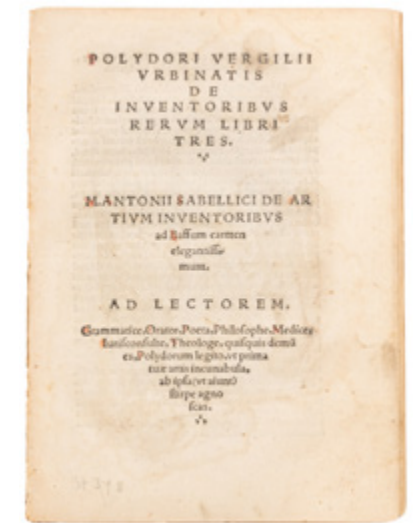 POLYDORI VERGILII
VRBINATIS
DE
INVENTORIBVS
RERVM LIBRI
TRES.
M.ANTONII SABELLICI DE AR
TIVM INVENTORIBVS
ad Baffum carmen
elegantissi-
mum.
AD LECTOREM.
Grammatice.Orator.Poeta.Philosophe.Medice.
Iurisconsulte.Theologe.quisquis demū
es.Polydorum legito.vt prima
tuæ artis incunabula,
ab ipsa(vt aiunt)
stirpe agno
scas.